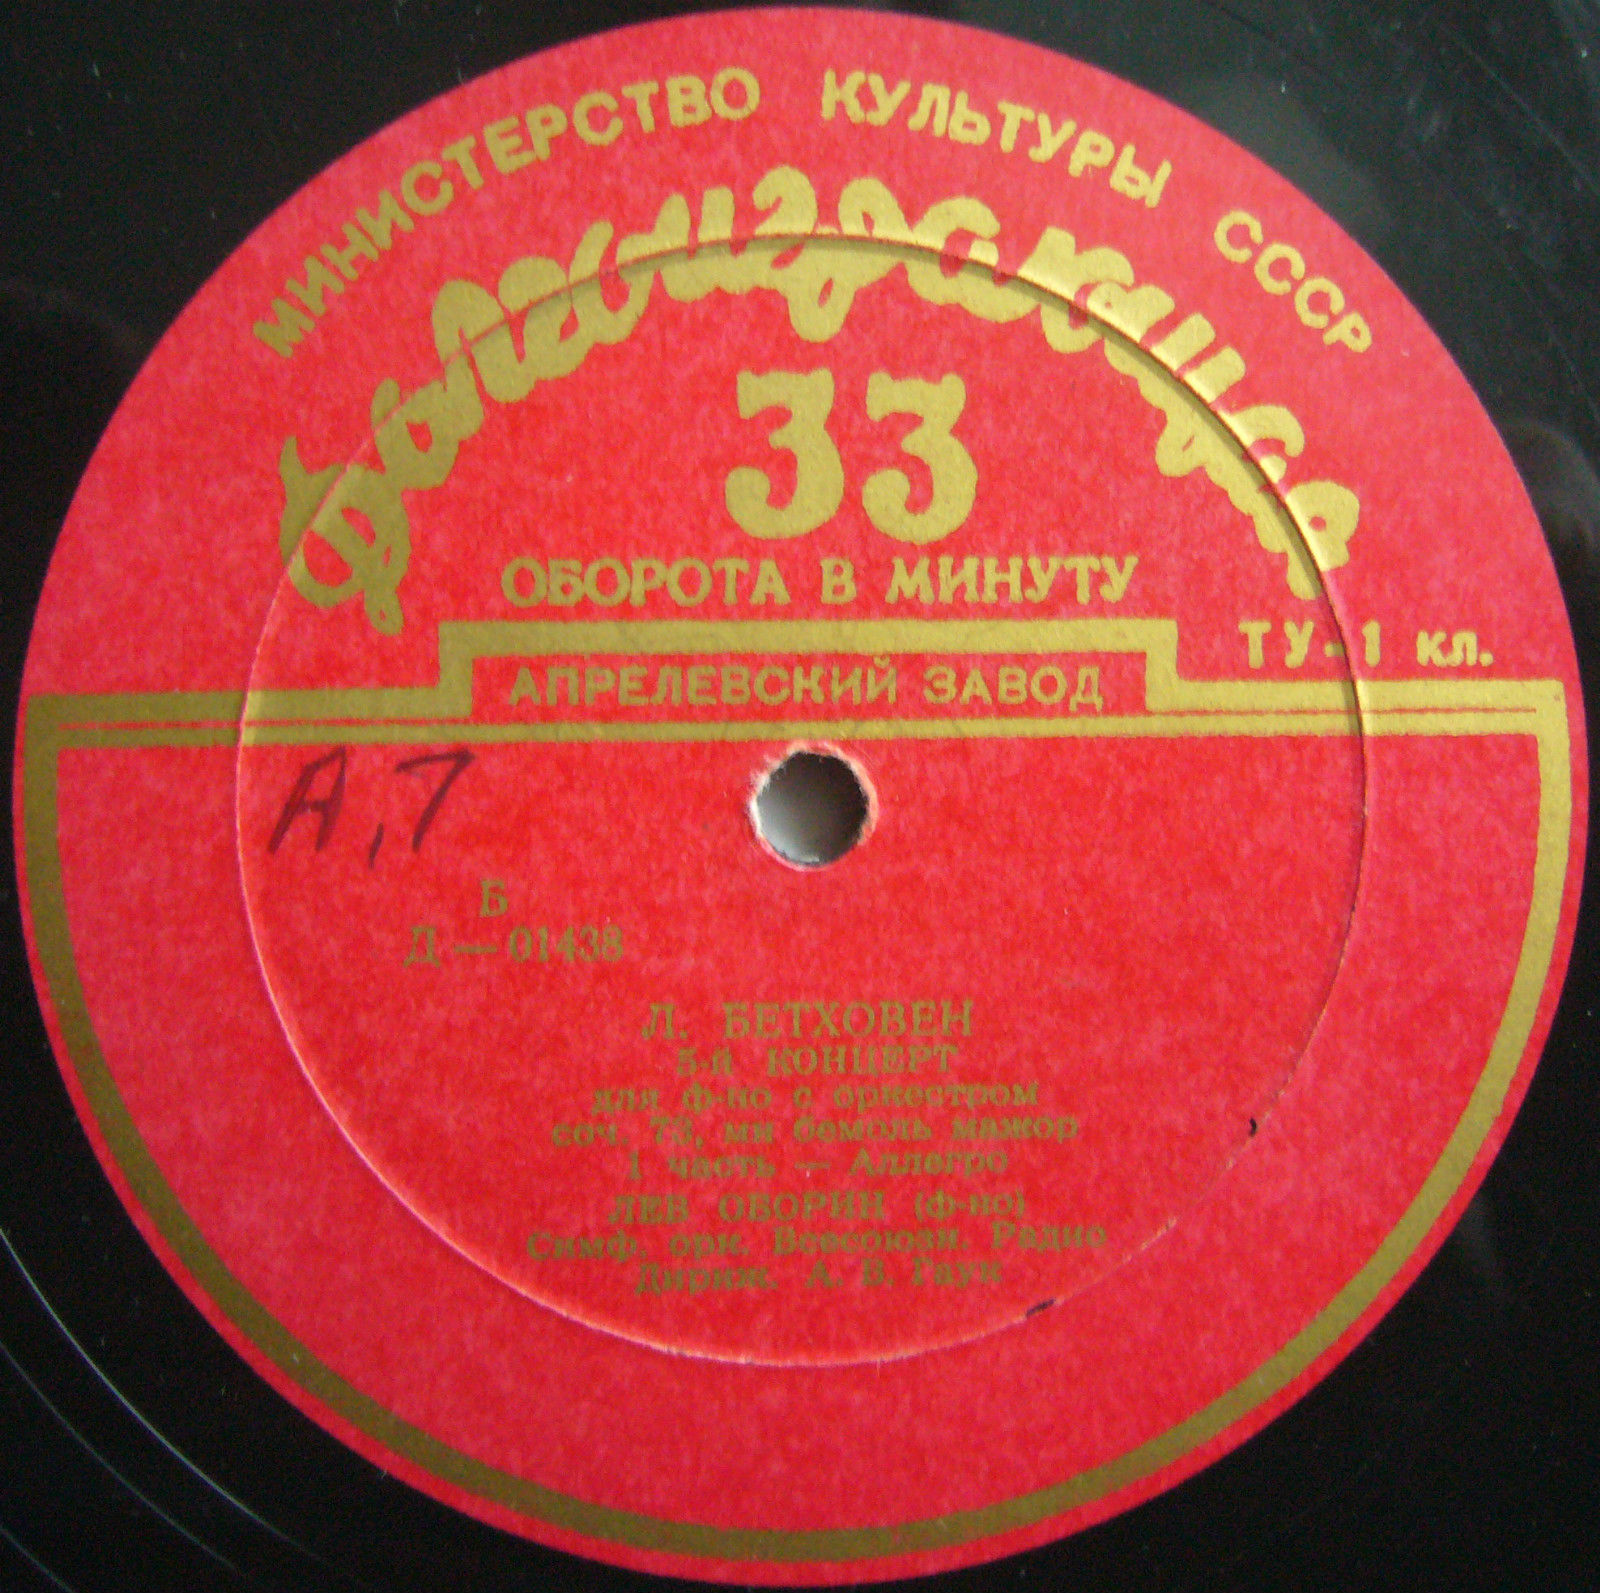 МИНИСТЕРСТВО КУЛЬТУРЫ СССР
Долгоиграющая
33
ОБОРОТА В МИНУТУ
ТУ-1 кл.
АПРЕЛЕВСКИЙ ЗАВОД
А,7
Б
Д — 01438
Л. БЕТХОВЕН
5-й КОНЦЕРТ
для ф-но с оркестром
соч. 73, ми бемоль мажор
1 часть — Аллегро
ЛЕВ ОБОРИН (ф-но)
Симф. орк. Всесоюзн. Радио
Дириж. А. В. Гаук